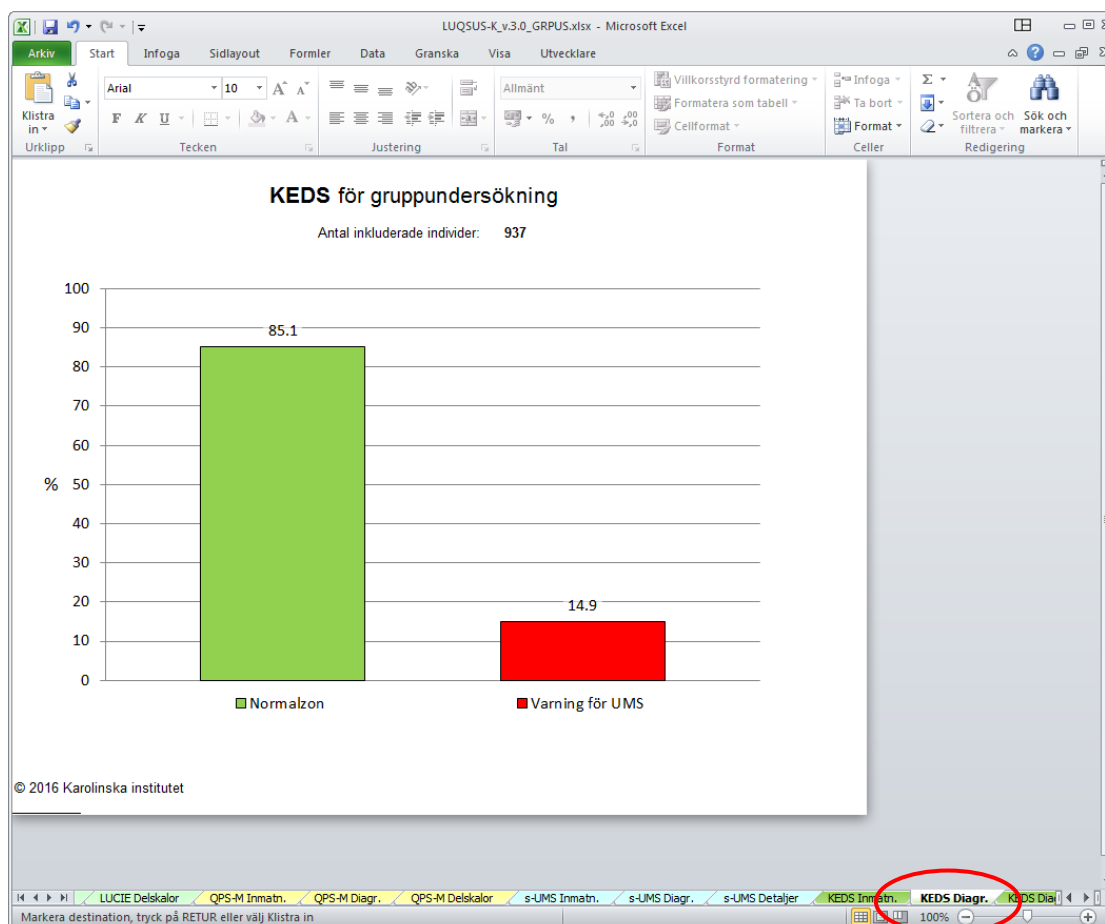 LUQSUS-K_v.3.0_GRPUS.xlsx - Microsoft Excel
Arkiv Start Infoga Sidlayout Formler Data Granska Visa Utvecklare
Klistra in
Urklipp
Arial 10
F K U
Tecken
Justering
Allmänt
Tal
Villkorsstyrd formatering
Formatera som tabell
Cellformat
Format
Infoga
Ta bort
Format
Celler
Sortera och filtrera
Sök och markera
Redigering
KEDS för gruppundersökning
Antal inkluderade individer: 937
100
90
80
70
60
50
40
30
20
10
0
%
85.1
14.9
Normalzon
Varning för UMS
© 2016 Karolinska institutet
LUCIE Delskalor QPS-M Inmatn. QPS-M Diagr. QPS-M Delskalor s-UMS Inmatn. s-UMS Diagr. s-UMS Detaljer KEDS Inmatn. KEDS Diagr. KEDS Dia
Markera destination, tryck på RETUR eller välj Klistra in 100%